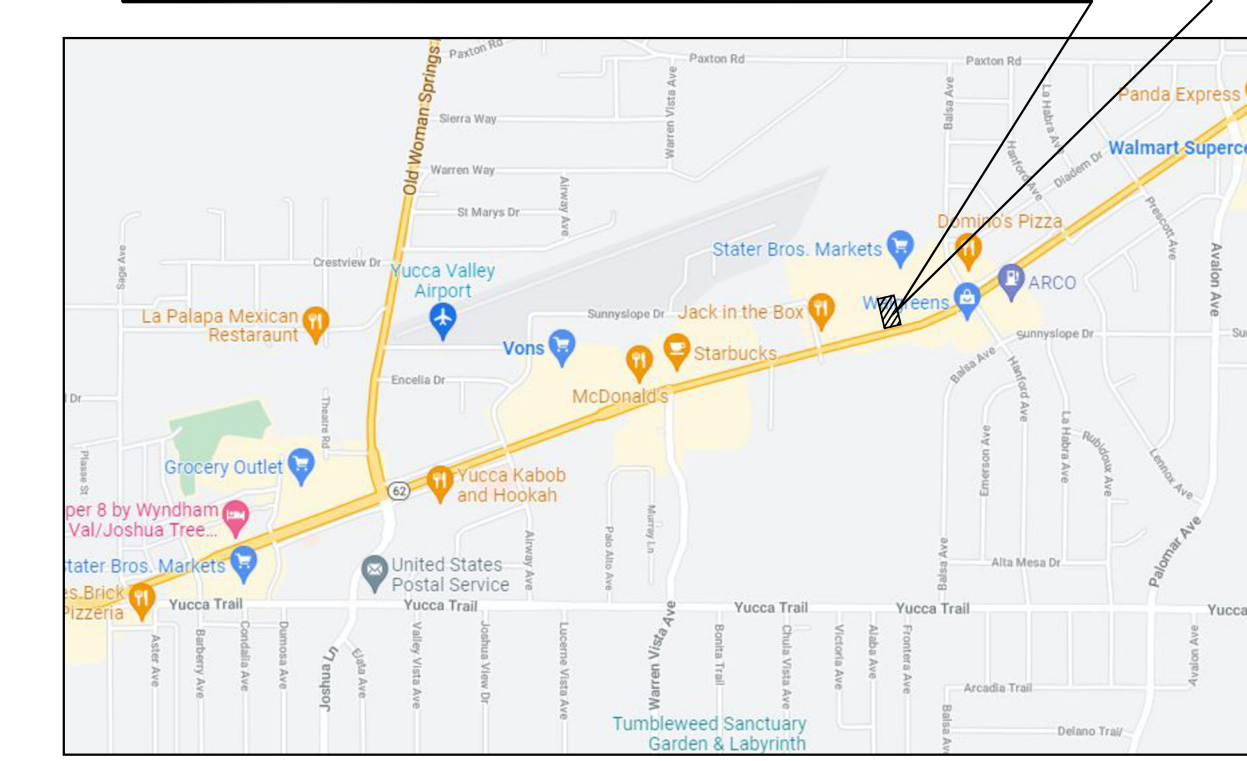 Paxton Rd
Paxton Rd
Paxton Rd
Old Woman Springs
Warren Vista Ave
Balsa Ave
La Habra Ave
Panda Express
Sierra Way
Walmart Superce
Hanford Ave
Diadem Dr
Warren Way
Airway Ave
St Marys Dr
Prescott Ave
Domino's Pizza
Stater Bros. Markets
Sage Ave
Crestview Dr
Yucca Valley
Airport
Avalon Ave
ARCO
Walgreens
La Palapa Mexican
Restaraunt
Sunnyslope Dr
Jack in the Box
Sunnyslope Dr
Su
Vons
Starbucks
Balsa Ave
Encelia Dr
McDonald's
Hanford Ave
Dr
Theatre Rd
La Habra Ave
Rubidoux Ave
Emerson Ave
Plasse St
Grocery Outlet
Lennox Ave
62
Yucca Kabob
and Hookah
per 8 by Wyndham
Val/Joshua Tree...
Murray Ln
Palo Alto Ave
Airway Ave
Palomar Ave
Balsa Ave
Alta Mesa Dr
tater Bros. Markets
United States
Postal Service
es.Brick
Pizzeria
Yucca Trail
Yucca Trail
Yucca Trail
Yucca Trail
Yucca
Aster Ave
Barberry Ave
Condalia Ave
Dumosa Ave
Joshua Ln
Elata Ave
Valley Vista Ave
Joshua View Dr
Lucerne Vista Ave
Warren Vista Ave
Bonita Trail
Chula Vista Ave
Victoria Ave
Alaba Ave
Frontera Ave
Avalon Ave
Arcadia Trail
Balsa Ave
Tumbleweed Sanctuary
Garden & Labyrinth
Delano Trail